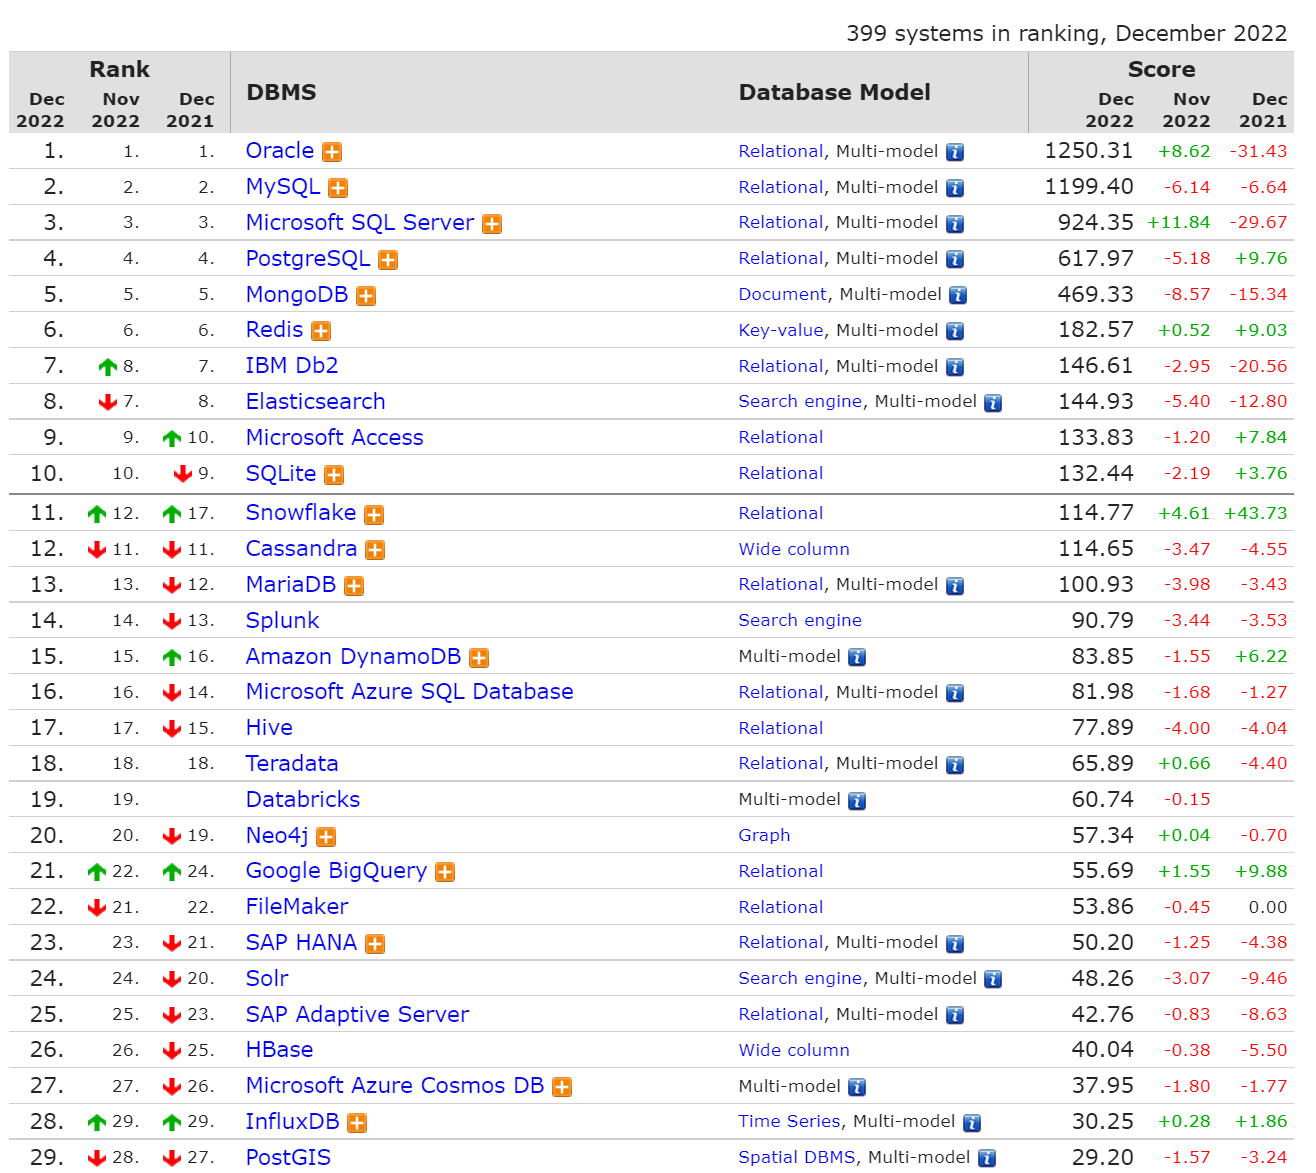 399 systems in ranking, December 2022
Rank DBMS Database Model Score
Dec 2022 Nov 2022 Dec 2021 Dec 2022 Nov 2022 Dec 2021
1. 1. 1. Oracle Relational, Multi-model 1250.31 +8.62 -31.43
2. 2. 2. MySQL Relational, Multi-model 1199.40 -6.14 -6.64
3. 3. 3. Microsoft SQL Server Relational, Multi-model 924.35 +11.84 -29.67
4. 4. 4. PostgreSQL Relational, Multi-model 617.97 -5.18 +9.76
5. 5. 5. MongoDB Document, Multi-model 469.33 -8.57 -15.34
6. 6. 6. Redis Key-value, Multi-model 182.57 +0.52 +9.03
7. 8. 7. IBM Db2 Relational, Multi-model 146.61 -2.95 -20.56
8. 7. 8. Elasticsearch Search engine, Multi-model 144.93 -5.40 -12.80
9. 9. 10. Microsoft Access Relational 133.83 -1.20 +7.84
10. 10. 9. SQLite Relational 132.44 -2.19 +3.76
11. 12. 17. Snowflake Relational 114.77 +4.61 +43.73
12. 11. 11. Cassandra Wide column 114.65 -3.47 -4.55
13. 13. 12. MariaDB Relational, Multi-model 100.93 -3.98 -3.43
14. 14. 13. Splunk Search engine 90.79 -3.44 -3.53
15. 15. 16. Amazon DynamoDB Multi-model 83.85 -1.55 +6.22
16. 16. 14. Microsoft Azure SQL Database Relational, Multi-model 81.98 -1.68 -1.27
17. 17. 15. Hive Relational 77.89 -4.00 -4.04
18. 18. 18. Teradata Relational, Multi-model 65.89 +0.66 -4.40
19. 19. Databricks Multi-model 60.74 -0.15
20. 20. 19. Neo4j Graph 57.34 +0.04 -0.70
21. 22. 24. Google BigQuery Relational 55.69 +1.55 +9.88
22. 21. 22. FileMaker Relational 53.86 -0.45 0.00
23. 23. 21. SAP HANA Relational, Multi-model 50.20 -1.25 -4.38
24. 24. 20. Solr Search engine, Multi-model 48.26 -3.07 -9.46
25. 25. 23. SAP Adaptive Server Relational, Multi-model 42.76 -0.83 -8.63
26. 26. 25. HBase Wide column 40.04 -0.38 -5.50
27. 27. 26. Microsoft Azure Cosmos DB Multi-model 37.95 -1.80 -1.77
28. 29. 29. InfluxDB Time Series, Multi-model 30.25 +0.28 +1.86
29. 28. 27. PostGIS Spatial DBMS, Multi-model 29.20 -1.57 -3.24